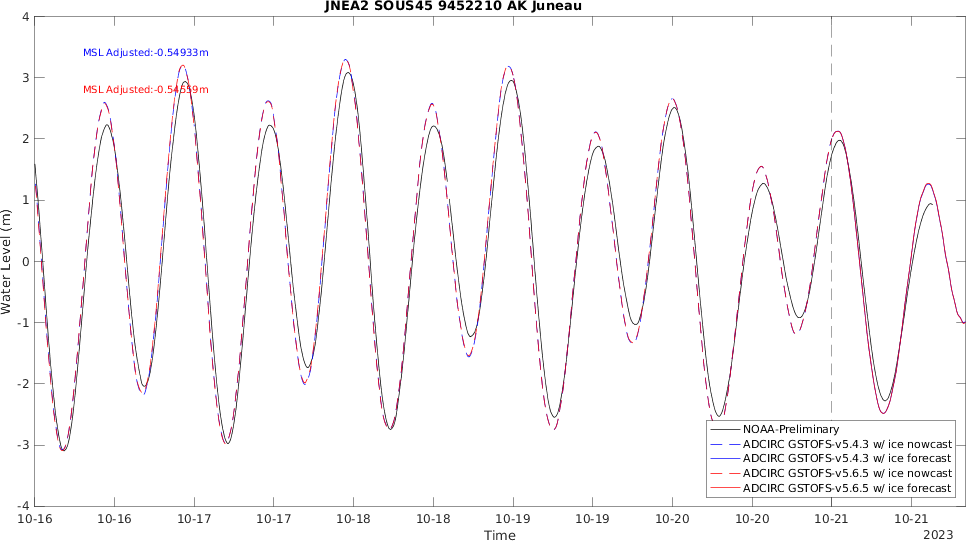 JNEA2 SOUS45 9452210 AK Juneau
4
MSL Adjusted:-0.54933m
3
MSL Adjusted:-0.54559m
2
1
0
Water Level (m)
-1
-2
-3
-4
NOAA-Preliminary
ADCIRC GSTOFS-v5.4.3 w/ ice nowcast
ADCIRC GSTOFS-v5.4.3 w/ ice forecast
ADCIRC GSTOFS-v5.6.5 w/ ice nowcast
ADCIRC GSTOFS-v5.6.5 w/ ice forecast
10-16 10-16 10-17 10-17 10-18 10-18 10-19 10-19 10-20 10-20 10-21 10-21
Time
2023